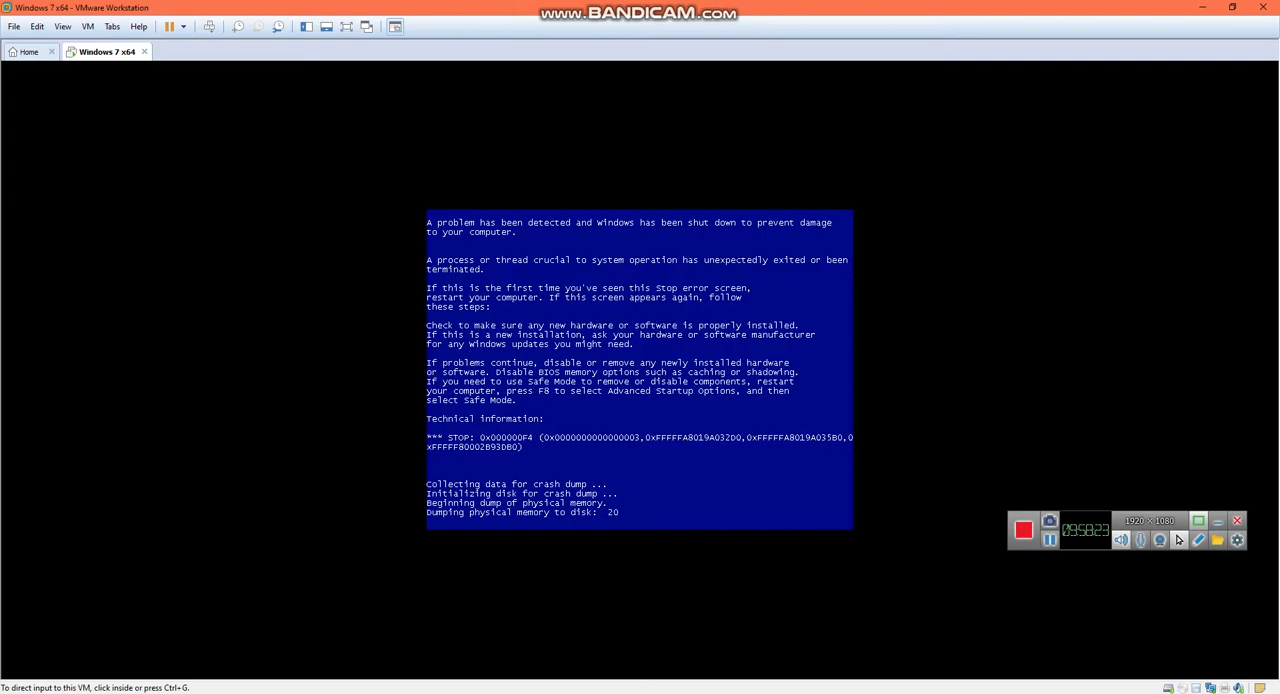 Windows 7 x64 - VMware Workstation
www.BANDICAM.com
File Edit View VM Tabs Help
Home Windows 7 x64
A problem has been detected and Windows has been shut down to prevent damage
to your computer.
A process or thread crucial to system operation has unexpectedly exited or been
terminated.
If this is the first time you've seen this Stop error screen,
restart your computer. If this screen appears again, follow
these steps:
Check to make sure any new hardware or software is properly installed.
If this is a new installation, ask your hardware or software manufacturer
for any Windows updates you might need.
If problems continue, disable or remove any newly installed hardware
or software. Disable BIOS memory options such as caching or shadowing.
If you need to use Safe Mode to remove or disable components, restart
your computer, press F8 to select Advanced Startup Options, and then
select Safe Mode.
Technical information:
*** STOP: 0x000000F4 (0x0000000000000003,0xFFFFFA8019A032D0,0xFFFFFA8019A035B0,0
xFFFFF80002B93DB0)
Collecting data for crash dump ...
Initializing disk for crash dump ...
Beginning dump of physical memory.
Dumping physical memory to disk: 20
1920 × 1080
09:58:23
To direct input to this VM, click inside or press Ctrl+G.